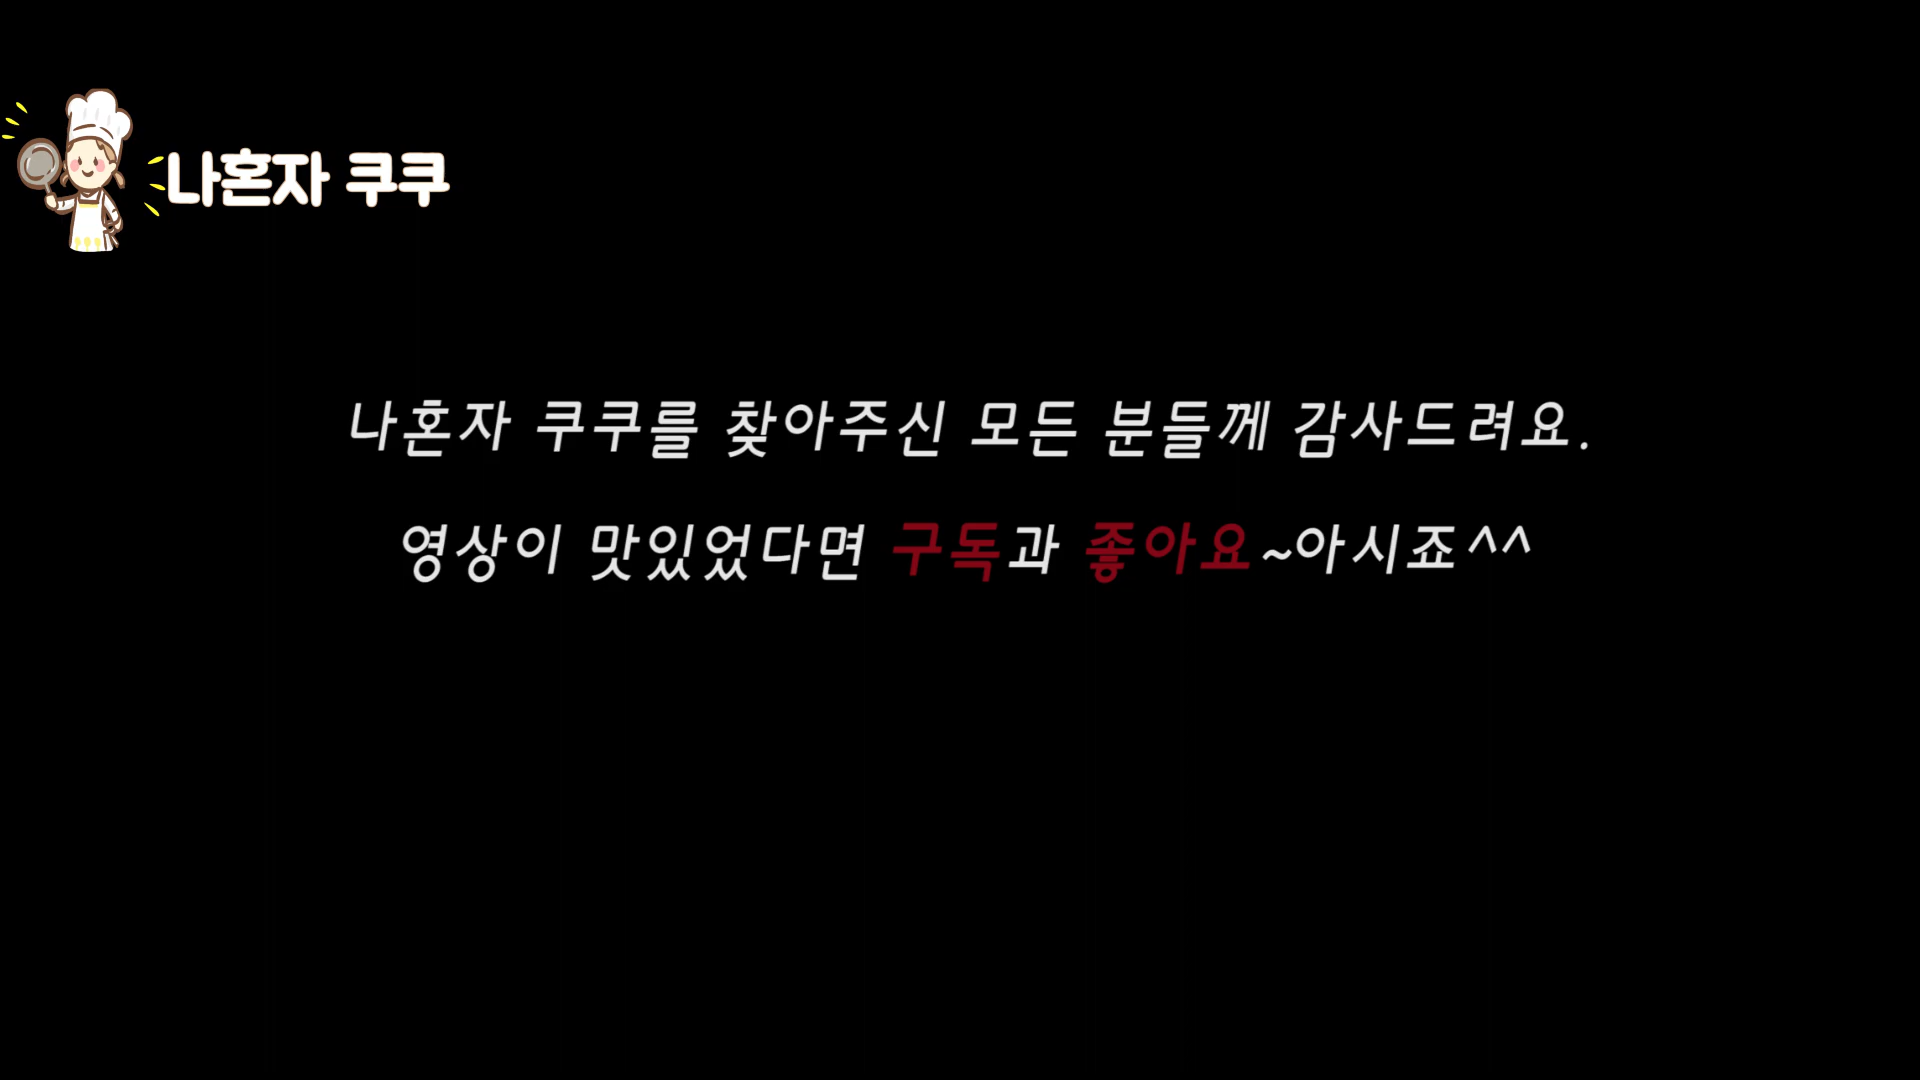 나혼자 쿠쿠
나혼자 쿠쿠를 찾아주신 모든 분들께 감사드려요.
영상이 맛있었다면 구독과 좋아요~아시죠^^